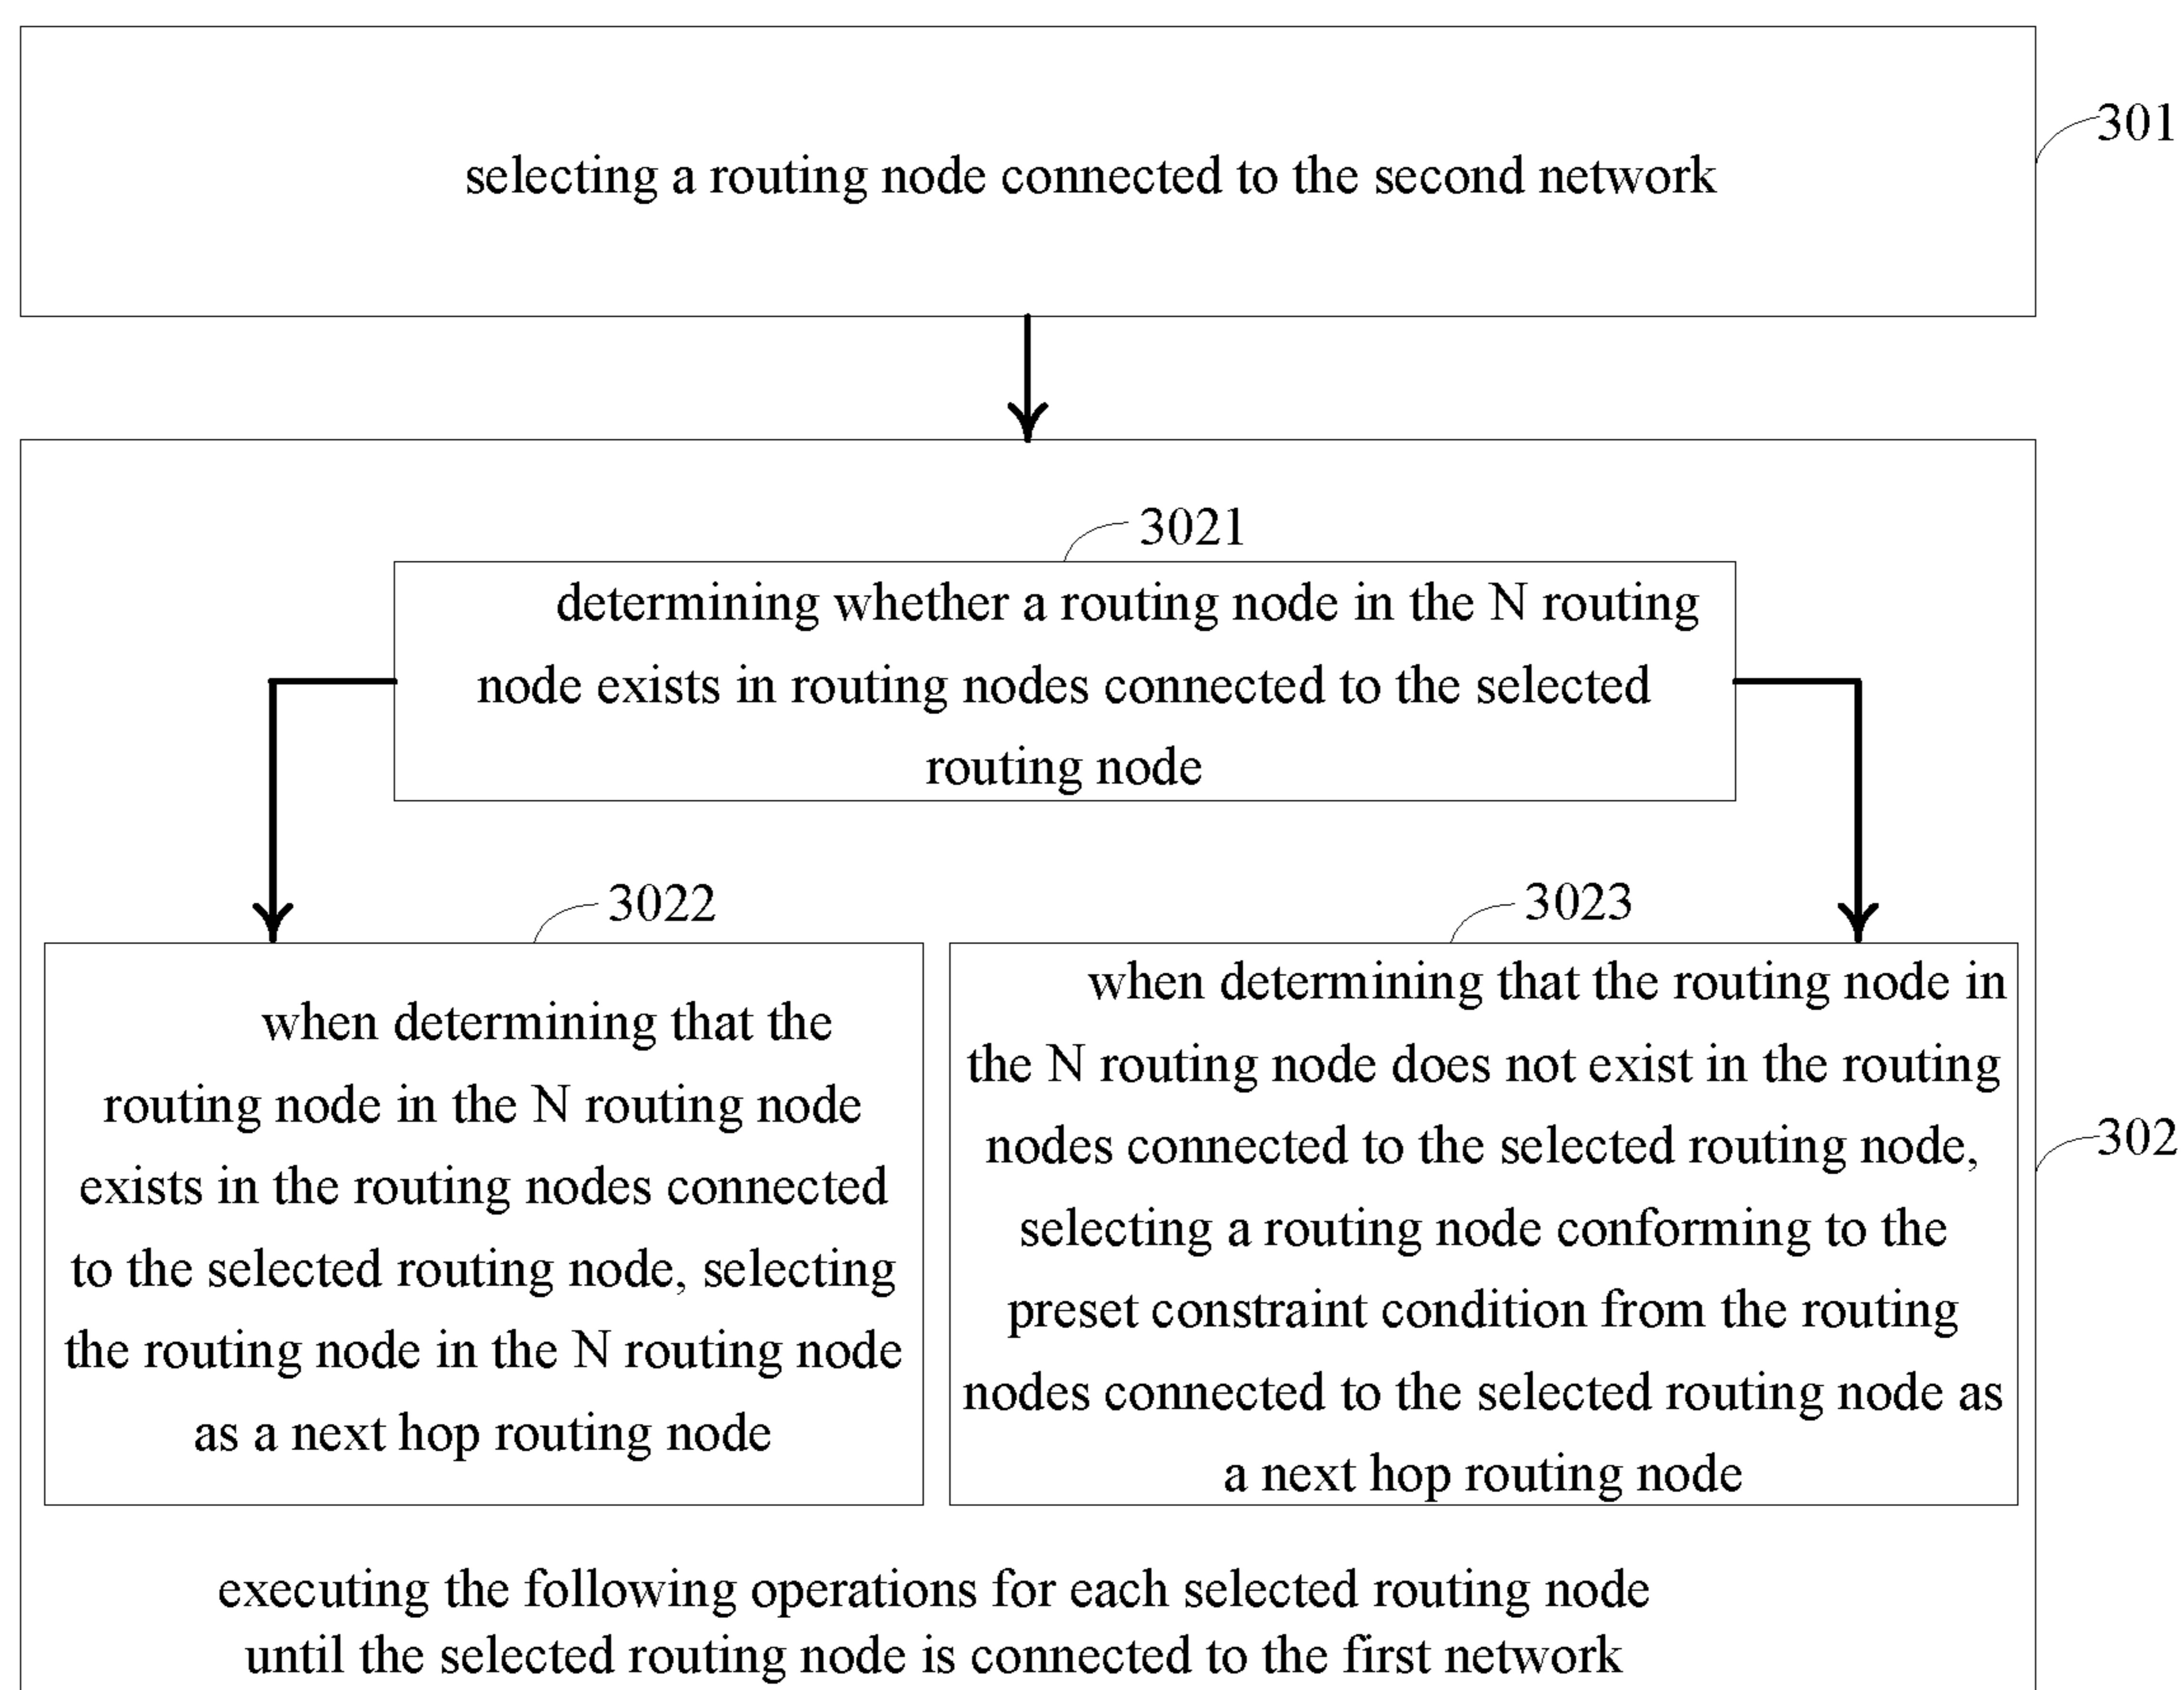 301
selecting a routing node connected to the second network
3021
determining whether a routing node in the N routing
node exists in routing nodes connected to the selected
routing node
3022
when determining that the
routing node in the N routing node
exists in the routing nodes connected
to the selected routing node, selecting
the routing node in the N routing node
as a next hop routing node
3023
when determining that the routing node in
the N routing node does not exist in the routing
nodes connected to the selected routing node,
selecting a routing node conforming to the
preset constraint condition from the routing
nodes connected to the selected routing node as
a next hop routing node
302
executing the following operations for each selected routing node
until the selected routing node is connected to the first network